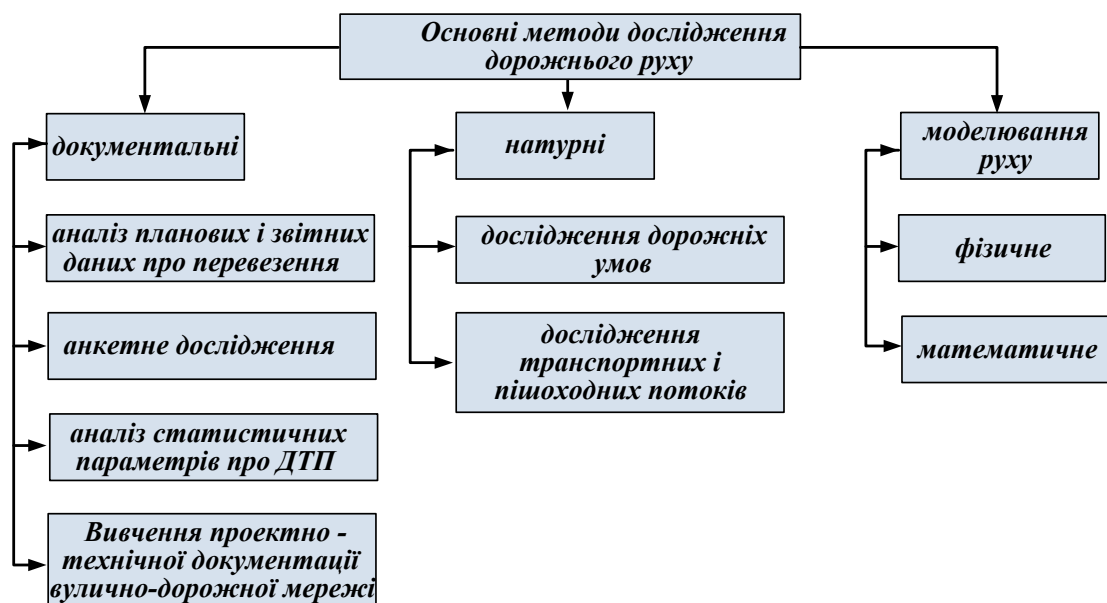 Основні методи дослідження
дорожнього руху
документальні
натурні
моделювання
руху
аналіз планових і звітних
даних про перевезення
дослідження дорожніх
умов
фізичне
анкетне дослідження
дослідження
транспортних і
пішоходних потоків
математичне
аналіз статистичних
параметрів про ДТП
Вивчення проектно -
технічної документації
вулично-дорожної мережі